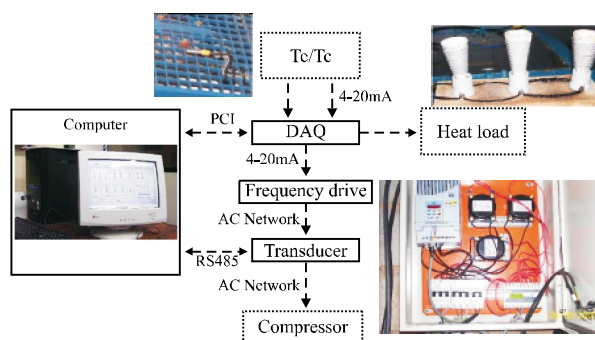 Tc/Tc
4-20mA
Computer
PCI
DAQ
Heat load
4-20mA
Frequency drive
AC Network
RS485
Transducer
AC Network
Compressor